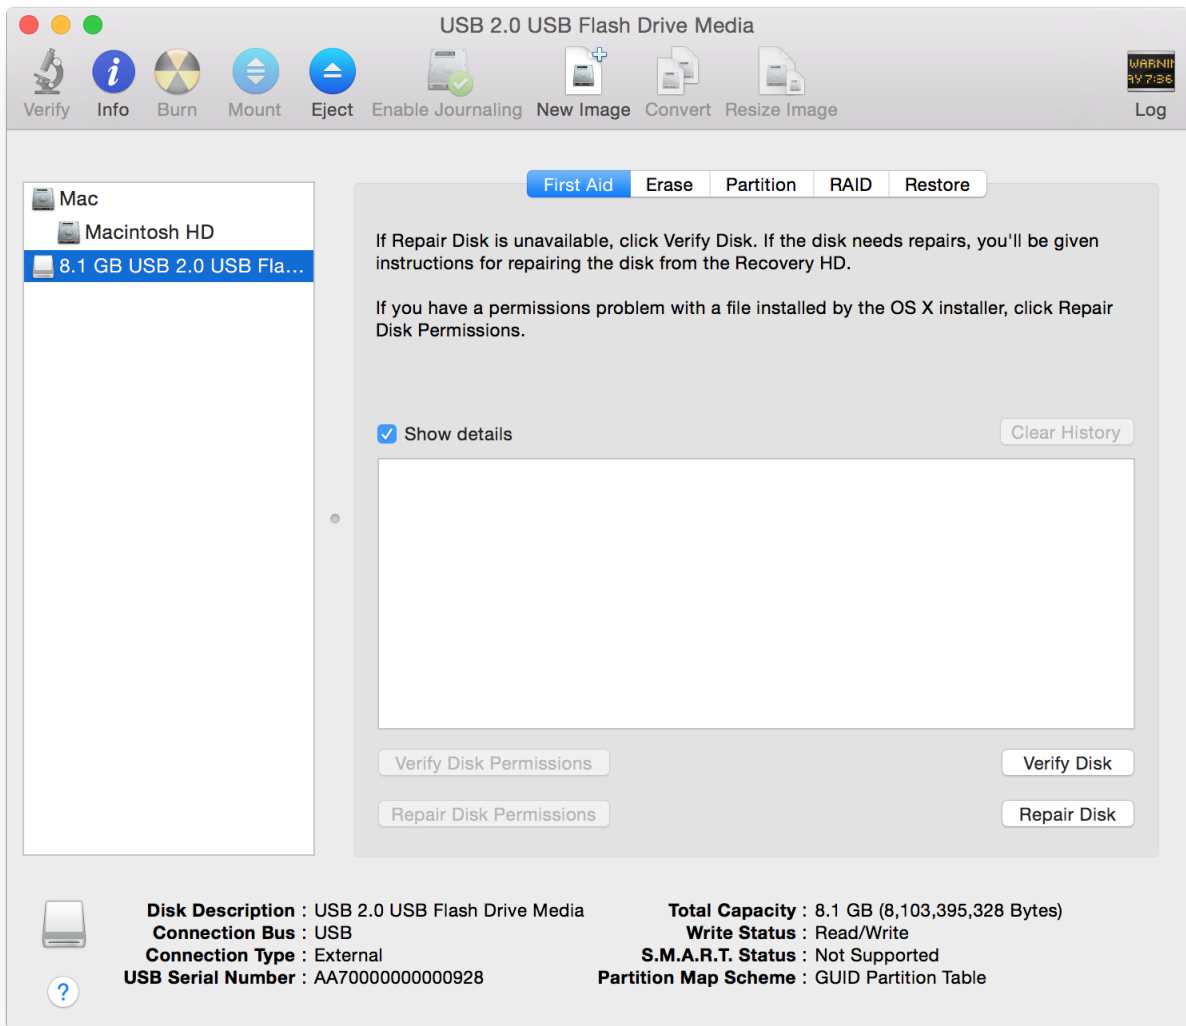 USB 2.0 USB Flash Drive Media
Verify
Info
Burn
Mount
Eject
Enable Journaling
New Image
Convert
Resize Image
Log
Mac
Macintosh HD
8.1 GB USB 2.0 USB Fla...
First Aid
Erase
Partition
RAID
Restore
If Repair Disk is unavailable, click Verify Disk. If the disk needs repairs, you'll be given
instructions for repairing the disk from the Recovery HD.
If you have a permissions problem with a file installed by the OS X installer, click Repair
Disk Permissions.
Show details
Clear History
Verify Disk Permissions
Verify Disk
Repair Disk Permissions
Repair Disk
Disk Description : USB 2.0 USB Flash Drive Media
Connection Bus : USB
Connection Type : External
USB Serial Number : AA70000000000928
Total Capacity : 8.1 GB (8,103,395,328 Bytes)
Write Status : Read/Write
S.M.A.R.T. Status : Not Supported
Partition Map Scheme : GUID Partition Table
?